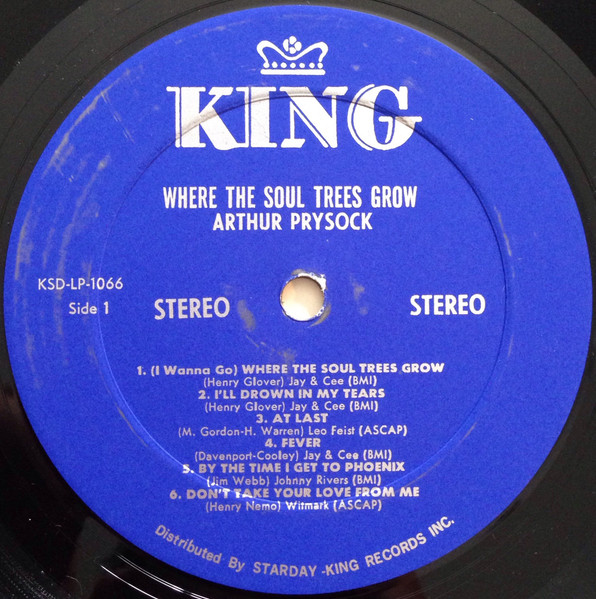 KING
WHERE THE SOUL TREES GROW
ARTHUR PRYSOCK
KSD-LP-1066
Side 1
STEREO
STEREO
1. (I Wanna Go) WHERE THE SOUL TREES GROW
(Henry Glover) Jay & Cee (BMI)
2. I'LL DROWN IN MY TEARS
(Henry Glover) Jay & Cee (BMI)
3. AT LAST
(M. Gordon-H. Warren) Leo Feist (ASCAP)
4. FEVER
(Davenport-Cooley) Jay & Cee (BMI)
5. BY THE TIME I GET TO PHOENIX
(Jim Webb) Johnny Rivers (BMI)
6. DON'T TAKE YOUR LOVE FROM ME
(Henry Nemo) Witmark (ASCAP)
Distributed By STARDAY-KING RECORDS INC.